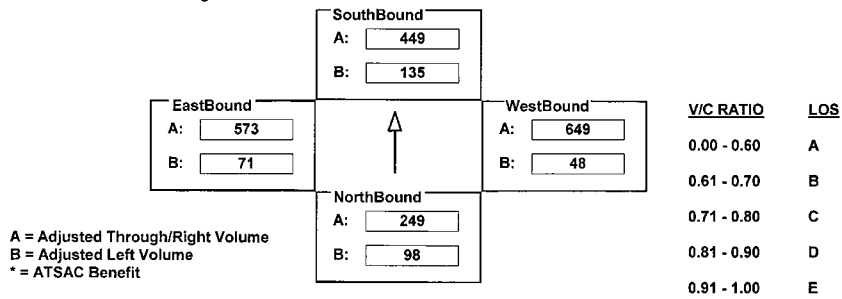 SouthBound
A: 449
B: 135
EastBound
A: 573
B: 71
WestBound
A: 649
B: 48
NorthBound
A: 249
B: 98
A = Adjusted Through/Right Volume
B = Adjusted Left Volume
* = ATSAC Benefit
V/C RATIO LOS
0.00 - 0.60 A
0.61 - 0.70 B
0.71 - 0.80 C
0.81 - 0.90 D
0.91 - 1.00 E